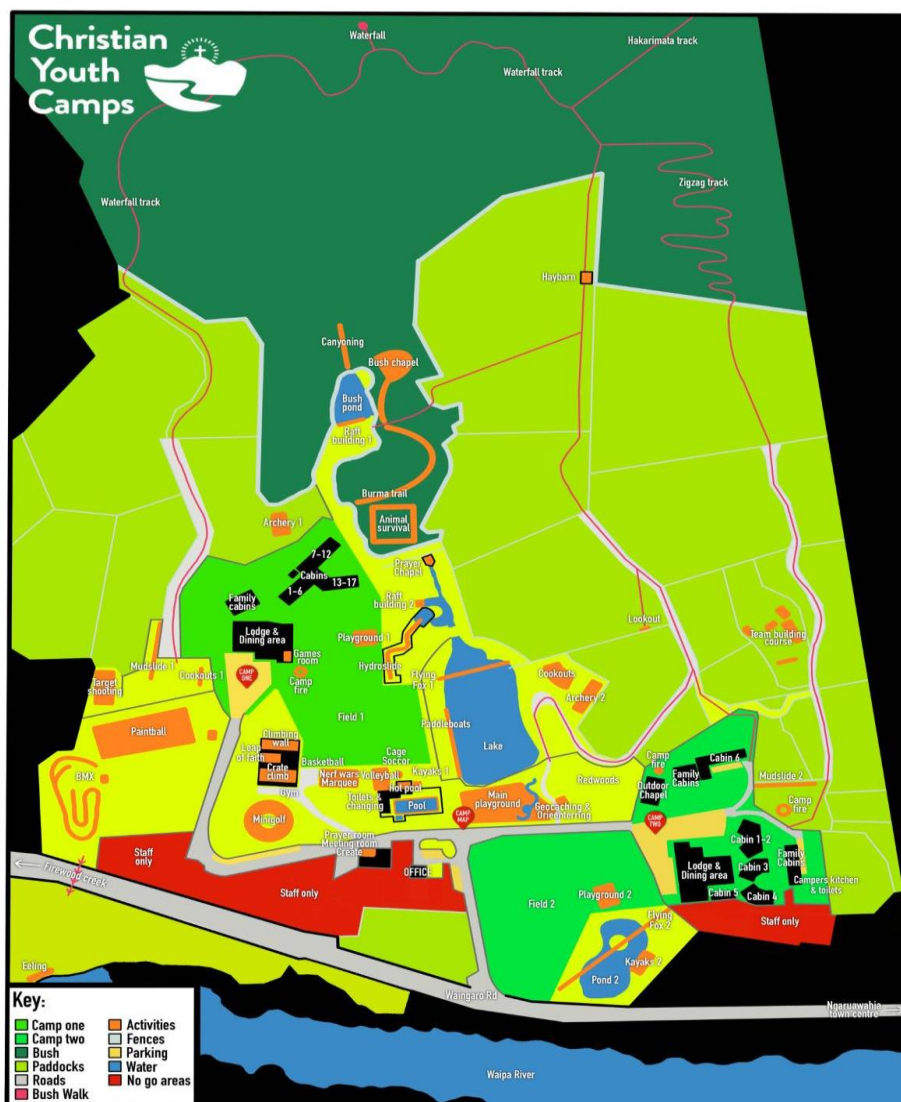 Christian
Youth
Camps
Waterfall
Hakarimata track
Waterfall track
Waterfall track
Zigzag track
Haybarn
Canyoning
Bush chapel
Bush
pond
Raft
building 1
Burma trail
Animal
survival
Archery 1
7-12
Cabins
13-17
1-6
Family
cabins
Prayer
Chapel
Raft
building 2
Lookout
Lodge &
Dining area
Games
room
Playground 1
Hydroslide
Team building
course
Mudslide 1
Cookouts 1
CAMP
ONE
Camp
fire
Target
shooting
Flying
Fox 1
Cookouts
Archery 2
Paintball
Field 1
Paddleboats
Lake
Climbing
wall
Leap
of faith
Crate
climb
Gym
Basketball
Cage
Soccor
Nerf wars
Marquee
Volleyball
Kayaks 1
Hot pool
Toilets &
changing
Pool
Main
playground
Redwoods
Geocaching &
Orieenterring
Camp
fire
Outdoor
Chapel
Family
Cabins
Cabin 6
Mudslide 2
Camp
fire
BMX
Minigolf
CAMP
MAP
CAMP
TWO
Prayer room
Meeting room
Create
OFFICE
Staff
only
Staff only
Firewood creek
Lodge &
Dining area
Cabin 1-2
Cabin 3
Cabin 5
Cabin 4
Family
Cabins
Campers kitchen
& toilets
Field 2
Playground 2
Flying
Fox 2
Staff only
Kayaks 2
Pond 2
Eeling
Waingaro Rd
Ngaruawahia
town centre
Waipa River
Key:
Camp one
Camp two
Bush
Paddocks
Roads
Bush Walk
Activities
Fences
Parking
Water
No go areas